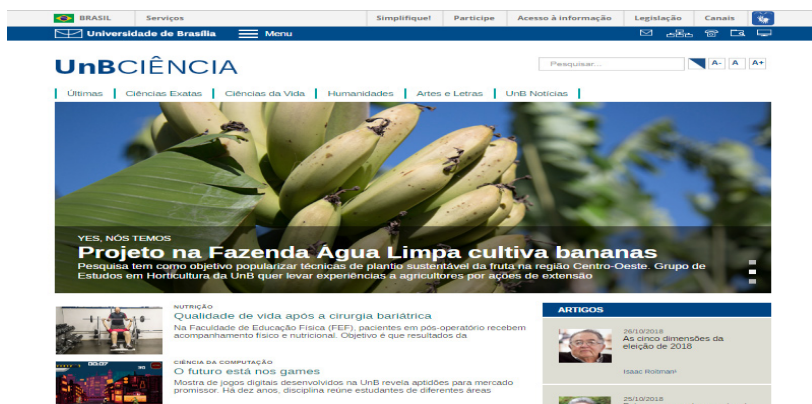 BRASIL Serviços Simplifique! Participe Acesso à informação Legislação Canais
Universidade de Brasília Menu
UnBCIÊNCIA
Pesquisar...
A- A A+
Últimas Ciências Exatas Ciências da Vida Humanidades Artes e Letras UnB Notícias
YES, NÓS TEMOS
Projeto na Fazenda Água Limpa cultiva bananas
Pesquisa tem como objetivo popularizar técnicas de plantio sustentável da fruta na região Centro-Oeste. Grupo de
Estudos em Horticultura da UnB quer levar experiências a agricultores por ações de extensão
NUTRIÇÃO
Qualidade de vida após a cirurgia bariátrica
Na Faculdade de Educação Física (FEF), pacientes em pós-operatório recebem
acompanhamento físico e nutricional. Objetivo é que resultados da
CIÊNCIA DA COMPUTAÇÃO
O futuro está nos games
Mostra de jogos digitais desenvolvidos na UnB revela aptidões para mercado
promissor. Há dez anos, disciplina reúne estudantes de diferentes áreas
ARTIGOS
26/10/2018
As cinco dimensões da
eleição de 2018
Isaac Roitman
25/10/2018